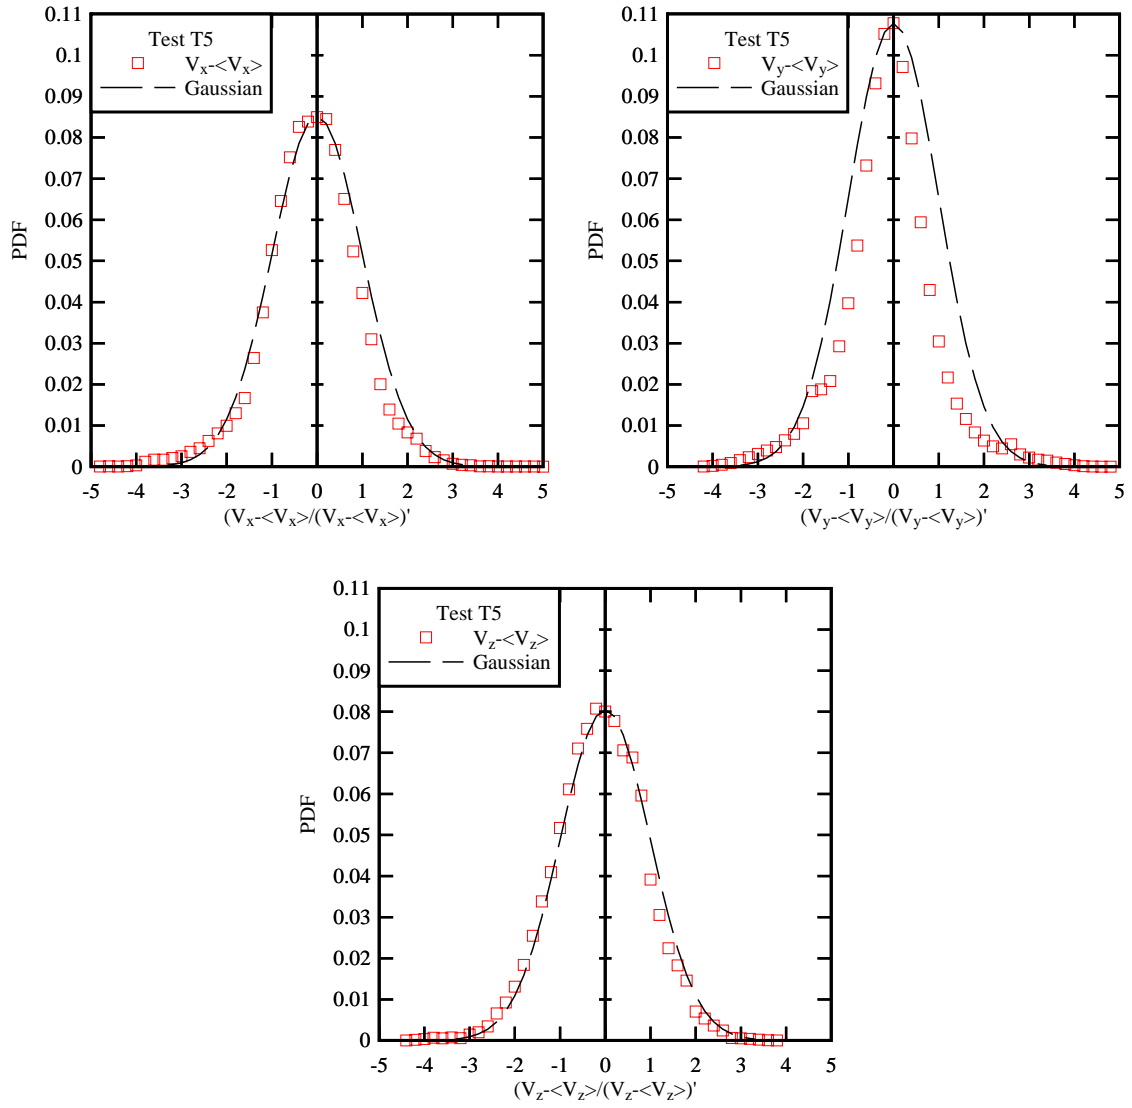 0.11
0.1
0.09
0.08
0.07
0.06
0.05
0.04
0.03
0.02
0.01
0
PDF
Test T5
Vx-<Vx>
Gaussian
-5 -4 -3 -2 -1 0 1 2 3 4 5
(Vx-<Vx>/(Vx-<Vx>)'
0.11
0.1
0.09
0.08
0.07
0.06
0.05
0.04
0.03
0.02
0.01
0
PDF
Test T5
Vy-<Vy>
Gaussian
-5 -4 -3 -2 -1 0 1 2 3 4 5
(Vy-<Vy>/(Vy-<Vy>)'
0.11
0.1
0.09
0.08
0.07
0.06
0.05
0.04
0.03
0.02
0.01
0
PDF
Test T5
Vz-<Vz>
Gaussian
-5 -4 -3 -2 -1 0 1 2 3 4 5
(Vz-<Vz>/(Vz-<Vz>)'